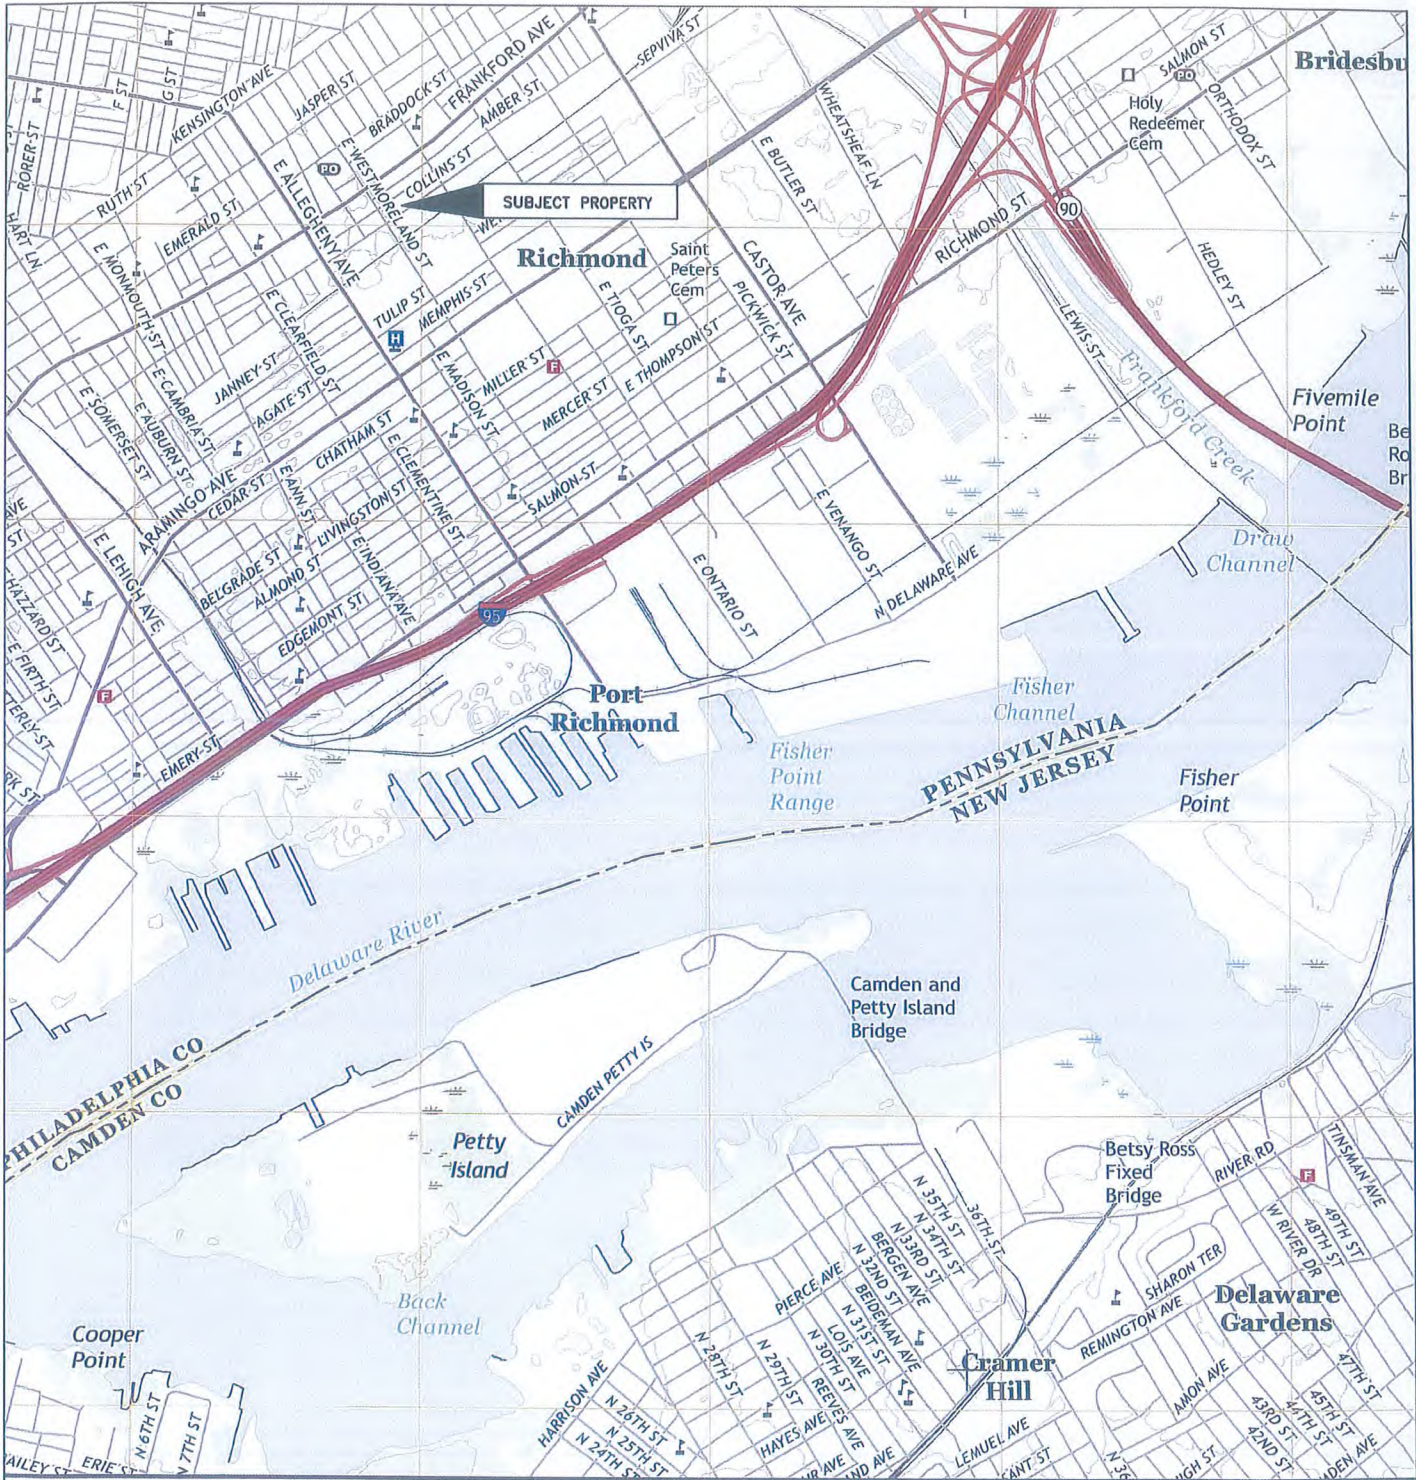 F ST
G ST
RORER ST
HART LN
KENSINGTON AVE
JASPER ST
BRADDOCK ST
FRANKFORD AVE
AMBER ST
SEPVIVA ST
COLLINS ST
RUTH ST
EMERALD ST
E ALLEGHENY AVE
E WESTMORELAND ST
PO
SUBJECT PROPERTY
Richmond
Saint
Peters
Cem
WHEATSHEAF LN
E BUTLER ST
CASTOR AVE
PICKWICK ST
RICHMOND ST
90
SALMON ST
PO
ORTHODOX ST
Holy
Redeemer
Cem
HEDLEY ST
LEWIS ST
Frankford Creek
Fivemile
Point
Draw
Channel
E MONMOUTH ST
E CLEARFIELD ST
TULIP ST
MEMPHIS ST
H
E TIOGA ST
E THOMPSON ST
MILLER ST
F
MERCER ST
E MADISON ST
JANNEY ST
AGATE ST
E CAMBRIA ST
E AUBURN ST
E SOMERSET ST
CHATHAM ST
E CLEMENTINE ST
ARAMINGO AVE
CEDAR ST
E ANN ST
LIVINGSTON ST
E INDIANA AVE
SALMON ST
BELGRADE ST
ALMOND ST
EDGEMONT ST
E LEHIGH AVE
HAZZARD ST
E FIRTH ST
F
EMERY ST
95
E ONTARIO ST
E VENANGO ST
N DELAWARE AVE
Port
Richmond
Fisher
Channel
Fisher
Point
Range
PENNSYLVANIA
NEW JERSEY
Fisher
Point
Delaware River
PHILADELPHIA CO
CAMDEN CO
Camden and
Petty Island
Bridge
CAMDEN PETTY IS
Petty
Island
Back
Channel
Cooper
Point
N 6TH ST
N 7TH ST
ERIE ST
Betsy Ross
Fixed
Bridge
RIVER RD
F
TINSMAN AVE
49TH ST
48TH ST
W RIVER DR
SHARON TER
REMINGTON AVE
Delaware
Gardens
36TH ST
N 35TH ST
N 34TH ST
N 33RD ST
BERGEN AVE
N 32ND ST
BEIDEMAN AVE
N 31ST ST
LOIS AVE
N 30TH ST
REEVES AVE
PIERCE AVE
N 29TH ST
N 28TH ST
HAYES AVE
HARRISON AVE
N 26TH ST
N 25TH ST
N 24TH ST
Cramer
Hill
LEMUEL AVE
AMON AVE
47TH ST
45TH ST
44TH ST
43RD ST
42ND ST